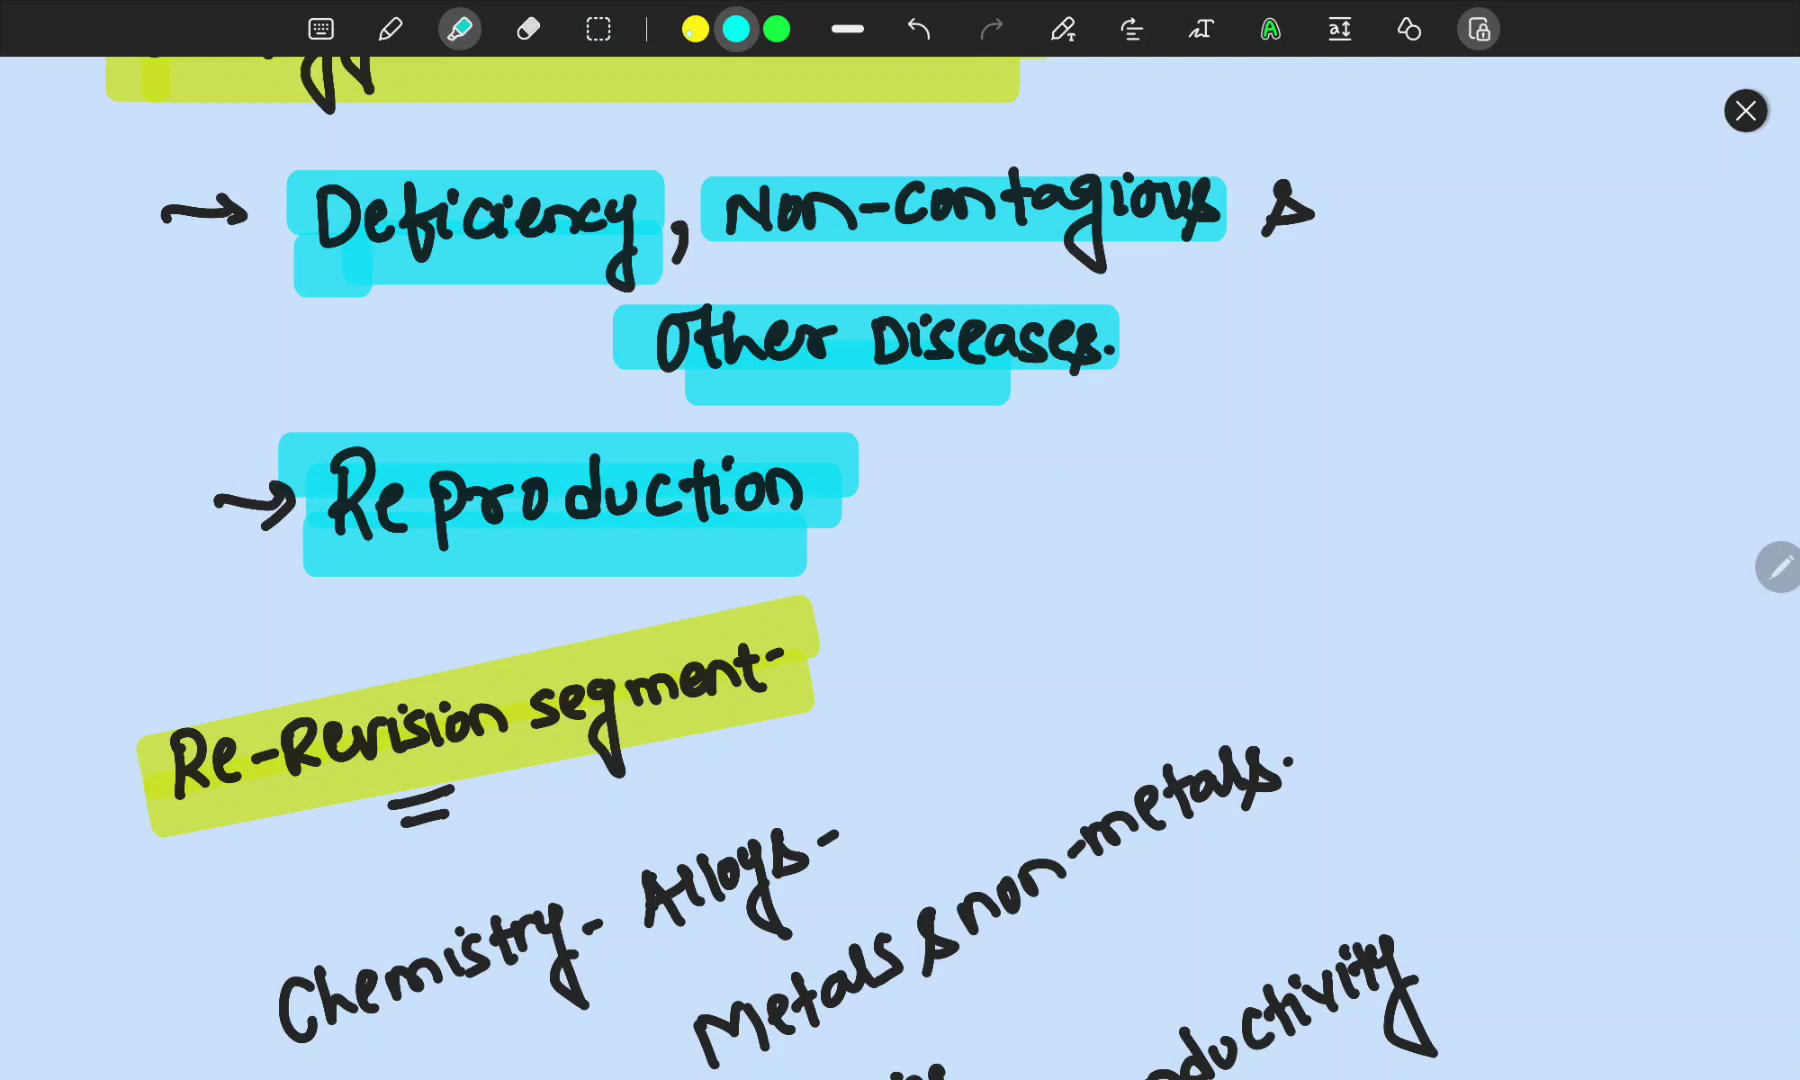 → Deficiency, Non-Contagious &
Other Diseases.
→ Reproduction
Re-Revision segment-
Chemistry- Alloys-
Metals & non-metals.